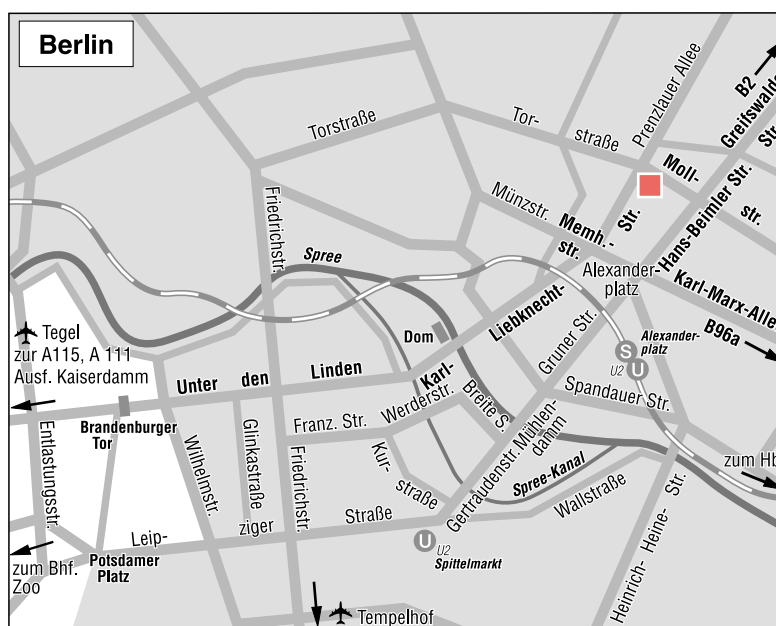 Berlin
B2
Greifswalde
Str.
Prenzlauer Allee
Torstraße
Tor-
straße
Moll-
str.
Münzstr.
Memh.-
str.
Hans-Beimler Str.
Friedrichstr.
Spree
Alexander-
platz
Karl-Marx-Allee
B96a
Tegel
zur A115, A 111
Ausf. Kaiserdamm
Dom
Karl-
Liebknecht-
Str.
Gruner Str.
S
U
U2
Alexander-
platz
Unter den Linden
Spandauer Str.
Brandenburger
Tor
Franz. Str.
Werderstr.
Breite S.
Mühlen-
damm
Entlastungsstr.
Wilhelmstr.
Glinkastraße
Friedrichstr.
Kur-
straße
Gertraudenstr.
Spree-Kanal
Wallstraße
zum Hb
Leip-
ziger
Straße
U
U2
Spittelmarkt
Heinrich-
Heine-
Str.
zum Bhf.
Zoo
Potsdamer
Platz
Tempelhof